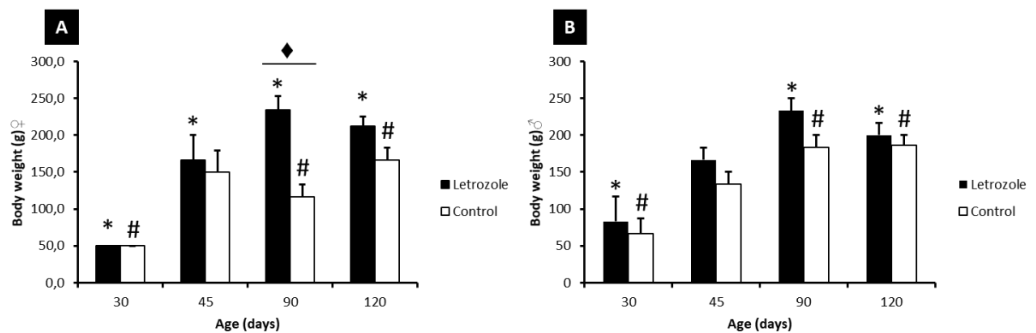 A
300,0
250,0
200,0
150,0
100,0
50,0
0,0
Body weight (g)♀
♦
* # * * # * #
30 45 90 120
Age (days)
Letrozole
Control
B
300
250
200
150
100
50
0
Body weight (g)♂
* # * # * #
30 45 90 120
Age (days)
Letrozole
Control